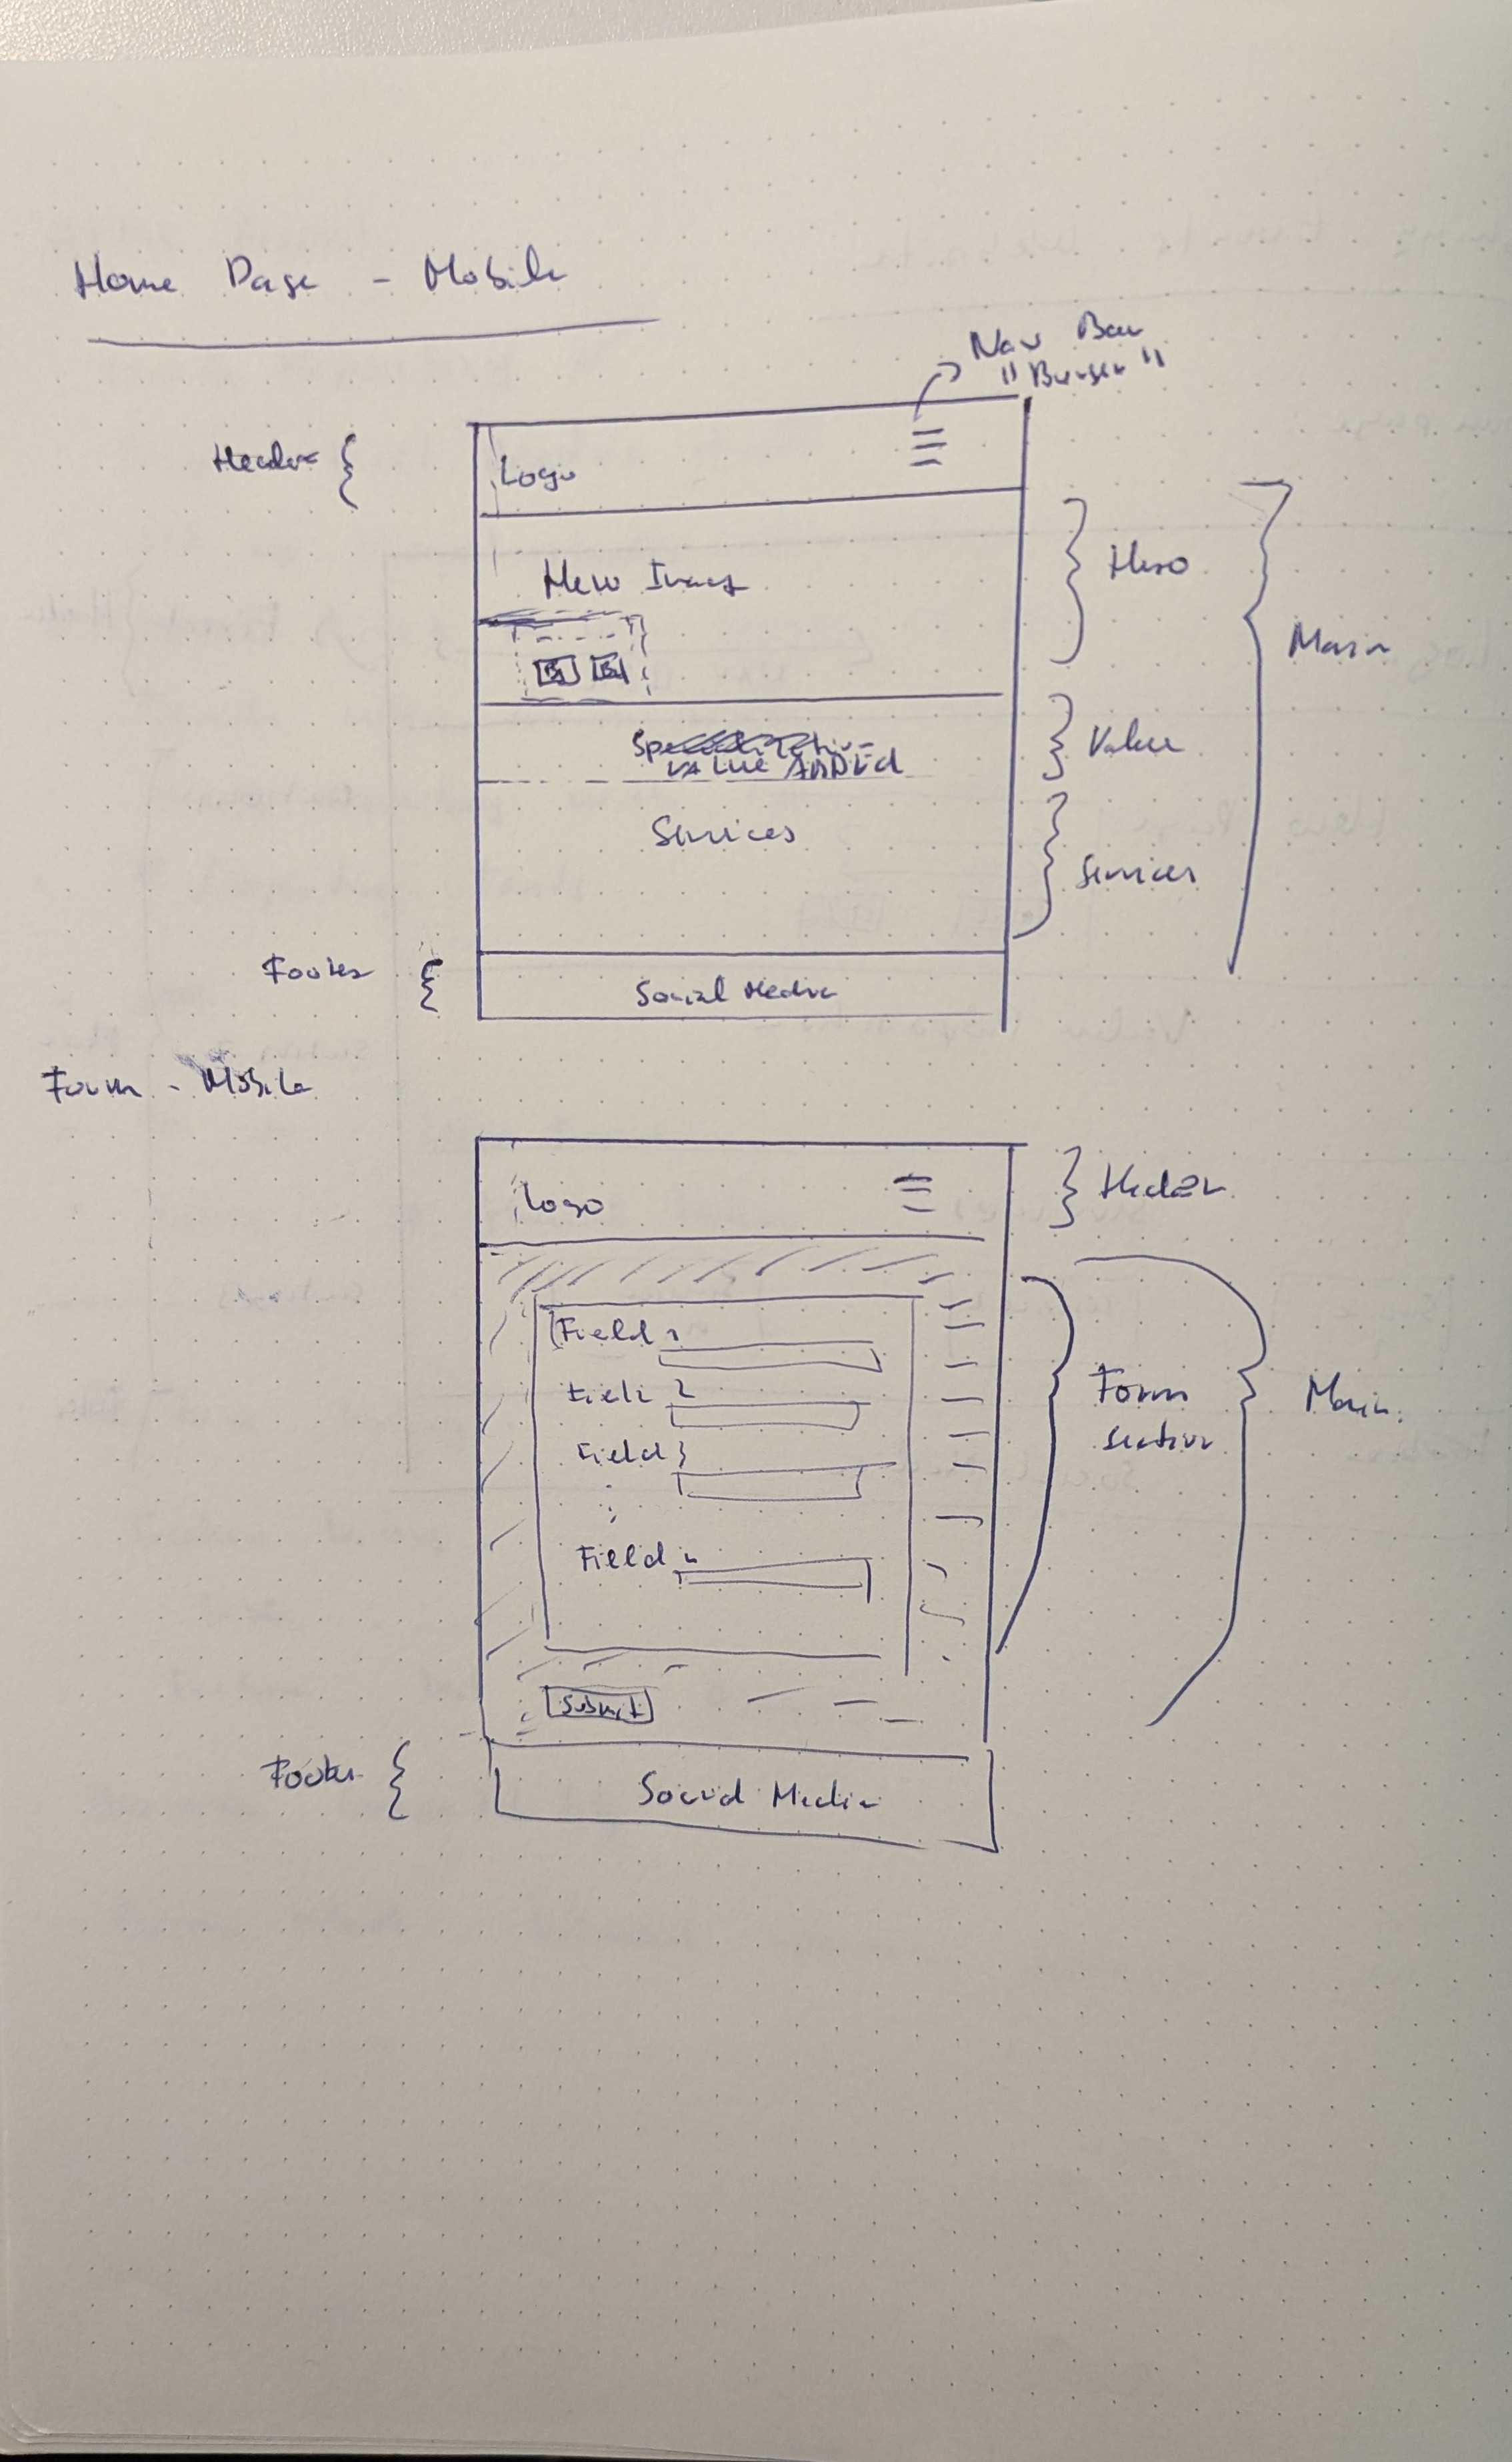 Home Page - Mobile
Nav Bar
"Burger"
Header
Logo
Hero Image
Hero
Main
VALUE ADDEd
Value
Services
Services
Footer
Social Media
Form - Mobile
Logo
Header
Field 1
Field 2
Form
Section
Main.
Field 3
Field n
Submit
Footer
Social Media